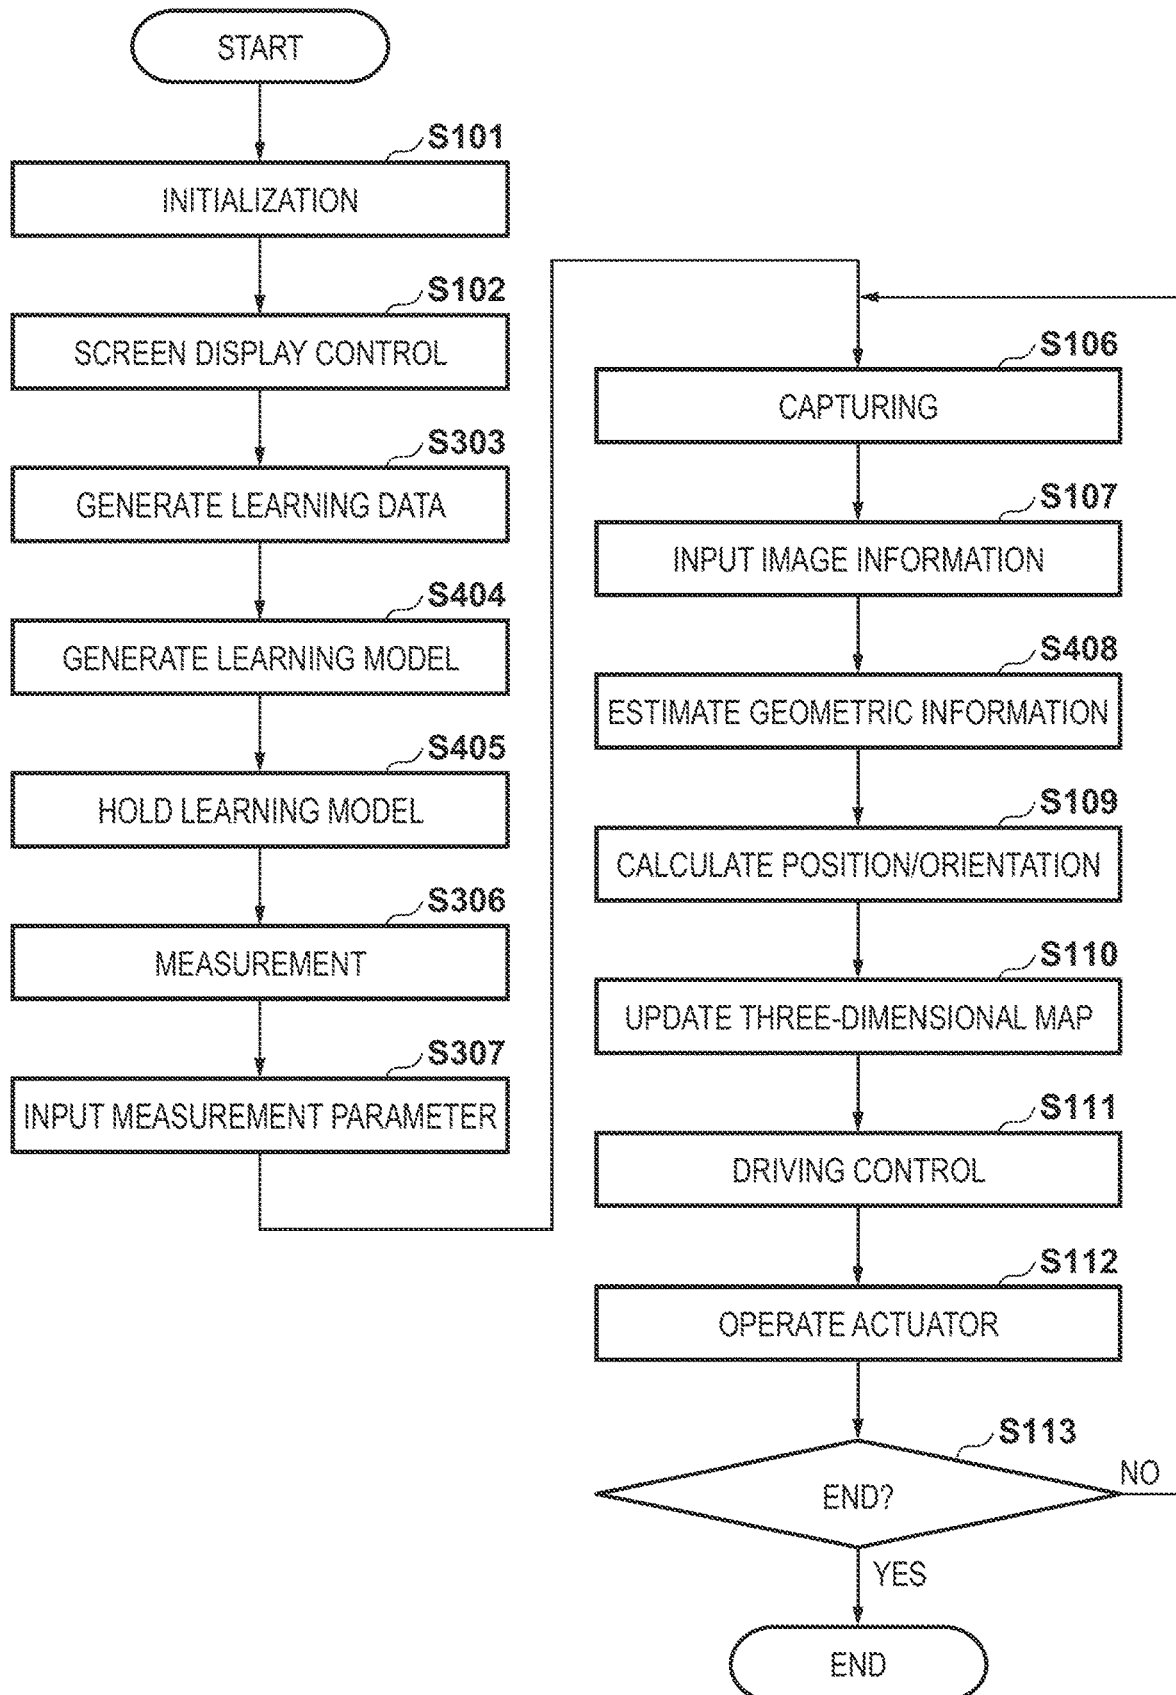 START
S101
INITIALIZATION
S102
SCREEN DISPLAY CONTROL
S303
GENERATE LEARNING DATA
S404
GENERATE LEARNING MODEL
S405
HOLD LEARNING MODEL
S306
MEASUREMENT
S307
INPUT MEASUREMENT PARAMETER
S106
CAPTURING
S107
INPUT IMAGE INFORMATION
S408
ESTIMATE GEOMETRIC INFORMATION
S109
CALCULATE POSITION/ORIENTATION
S110
UPDATE THREE-DIMENSIONAL MAP
S111
DRIVING CONTROL
S112
OPERATE ACTUATOR
S113
END?
NO
YES
END